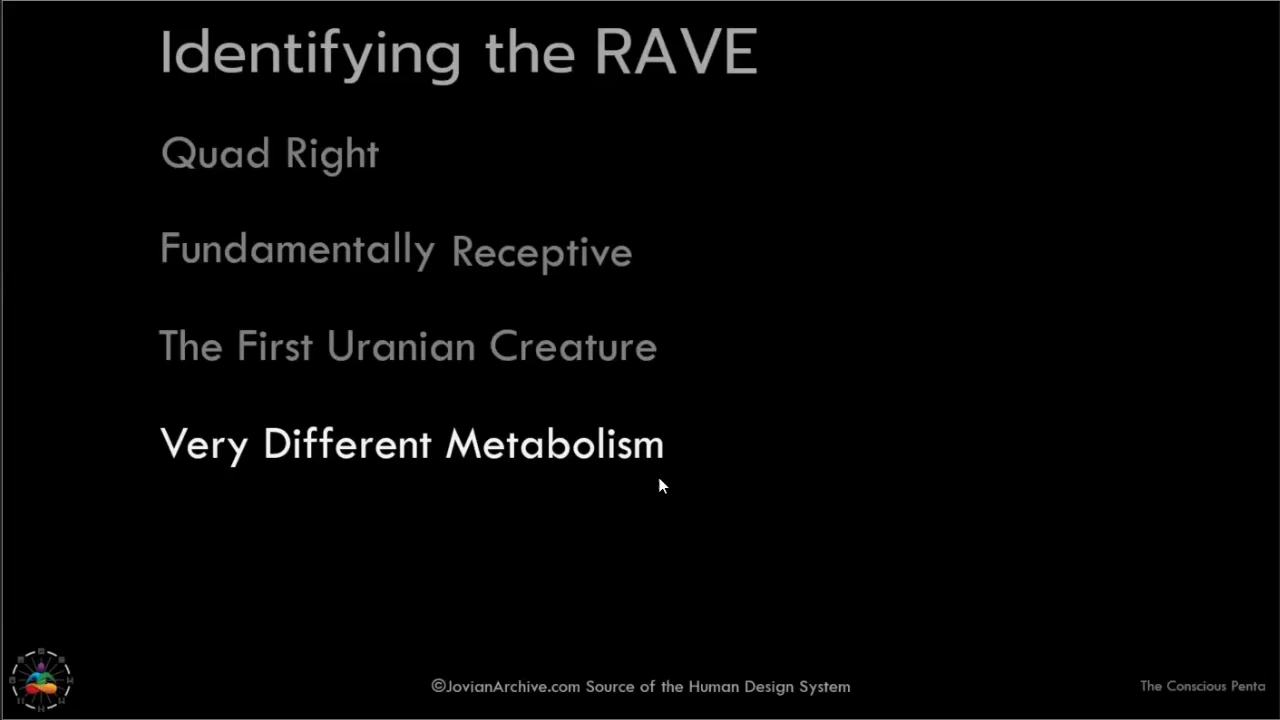 Identifying the RAVE
Quad Right
Fundamentally Receptive
The First Uranian Creature
Very Different Metabolism
©JovianArchive.com Source of the Human Design System
The Conscious Penta